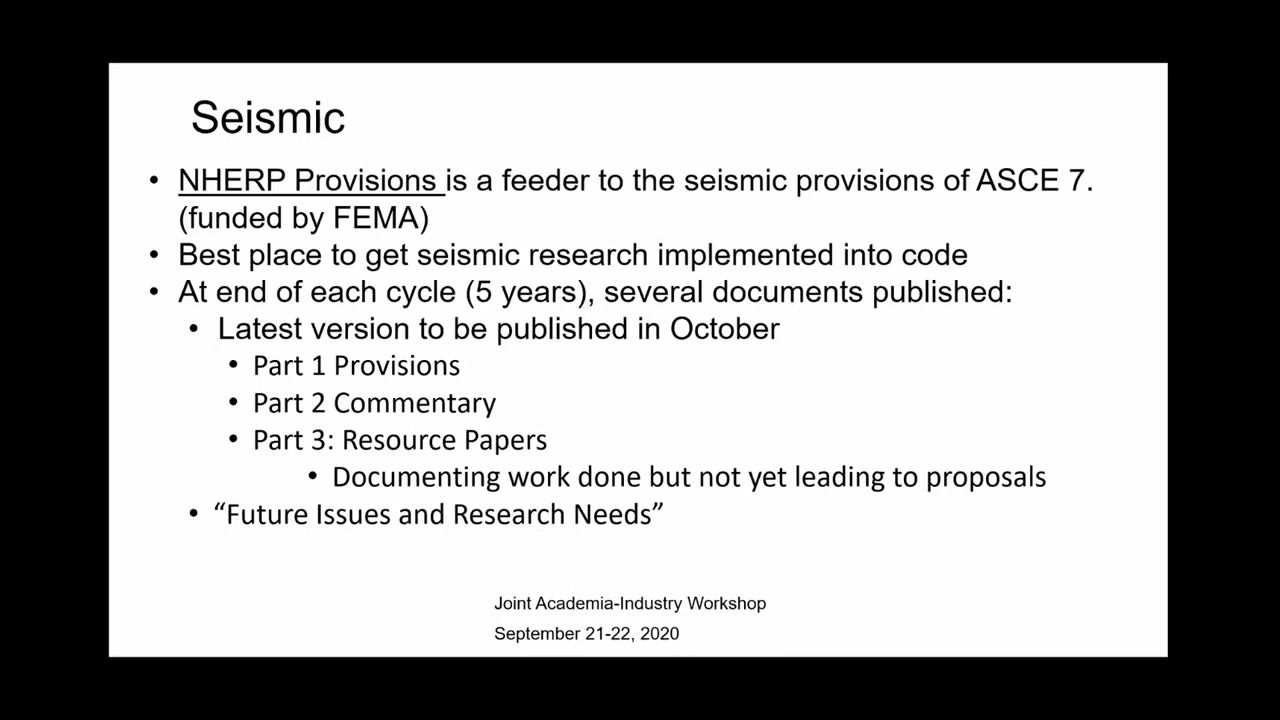 Seismic
• NHERP Provisions is a feeder to the seismic provisions of ASCE 7.
(funded by FEMA)
• Best place to get seismic research implemented into code
• At end of each cycle (5 years), several documents published:
• Latest version to be published in October
• Part 1 Provisions
• Part 2 Commentary
• Part 3: Resource Papers
• Documenting work done but not yet leading to proposals
• “Future Issues and Research Needs”
Joint Academia-Industry Workshop
September 21-22, 2020